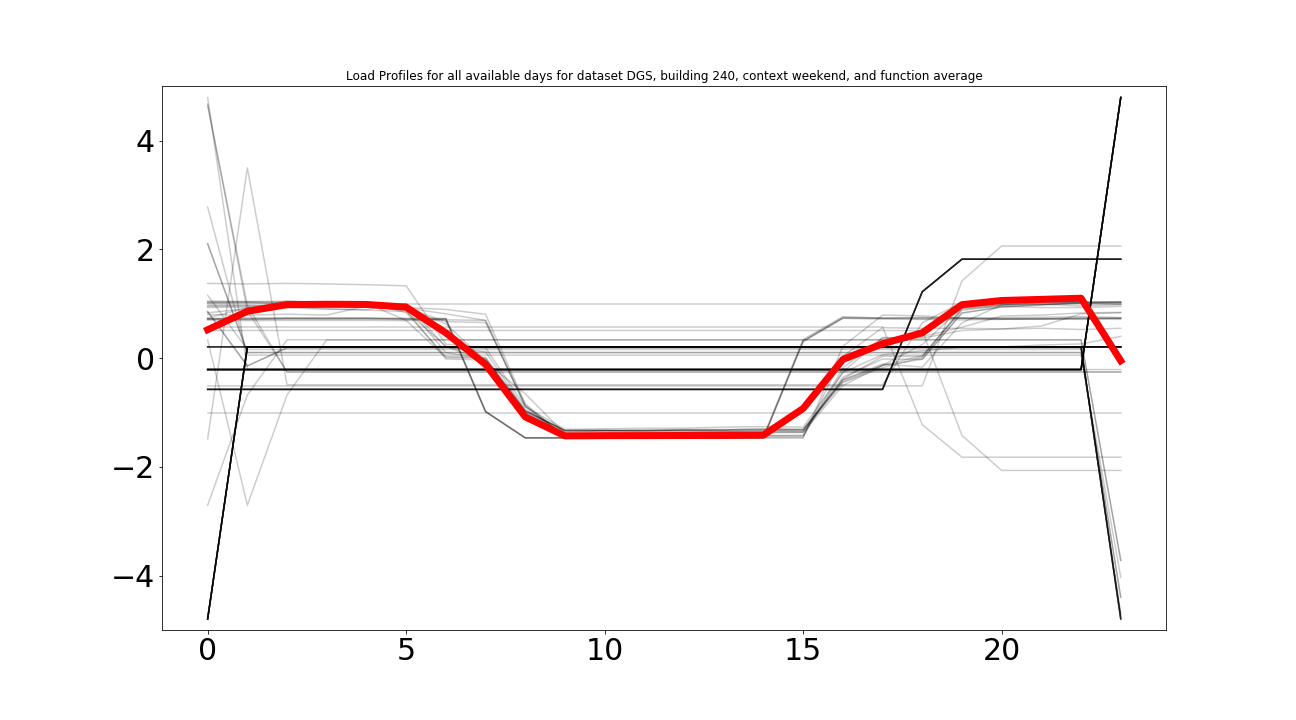 Load Profiles for all available days for dataset DGS, building 240, context weekend, and function average
4
2
0
−2
−4
0 5 10 15 20